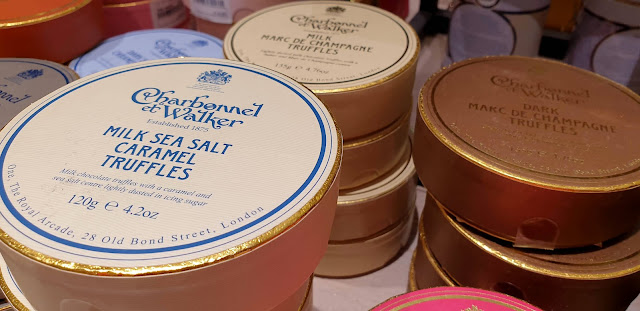 Charbonnel
et Walker
Established 1875
MILK SEA SALT
CARAMEL
TRUFFLES
Milk chocolate truffles with a caramel and
sea salt centre lightly dusted in icing sugar
120g e 4.2oz
One, The Royal Arcade, 28 Old Bond Street, London
Charbonnel
et Walker
MILK
MARC DE CHAMPAGNE
TRUFFLES
Charbonnel
et Walker
DARK
MARC DE CHAMPAGNE
TRUFFLES